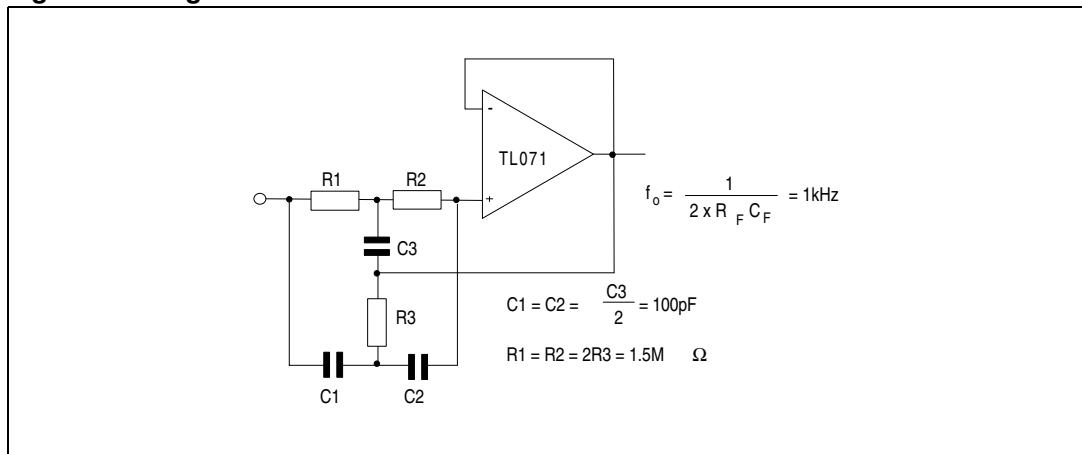 -
TL071
+
R1
R2
C3
R3
C1
C2
f o = 1 / 2 x R F C F = 1kHz
C1 = C2 = C3 / 2 = 100pF
R1 = R2 = 2R3 = 1.5M Ω